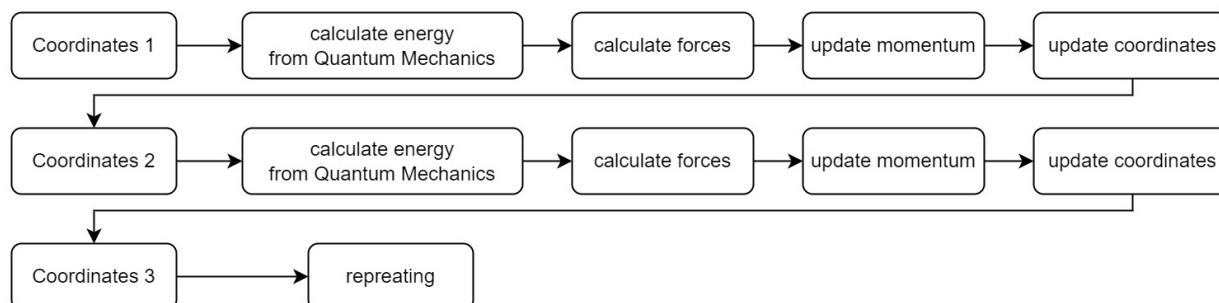 Coordinates 1
calculate energy
from Quantum Mechanics
calculate forces
update momentum
update coordinates
Coordinates 2
calculate energy
from Quantum Mechanics
calculate forces
update momentum
update coordinates
Coordinates 3
repreating